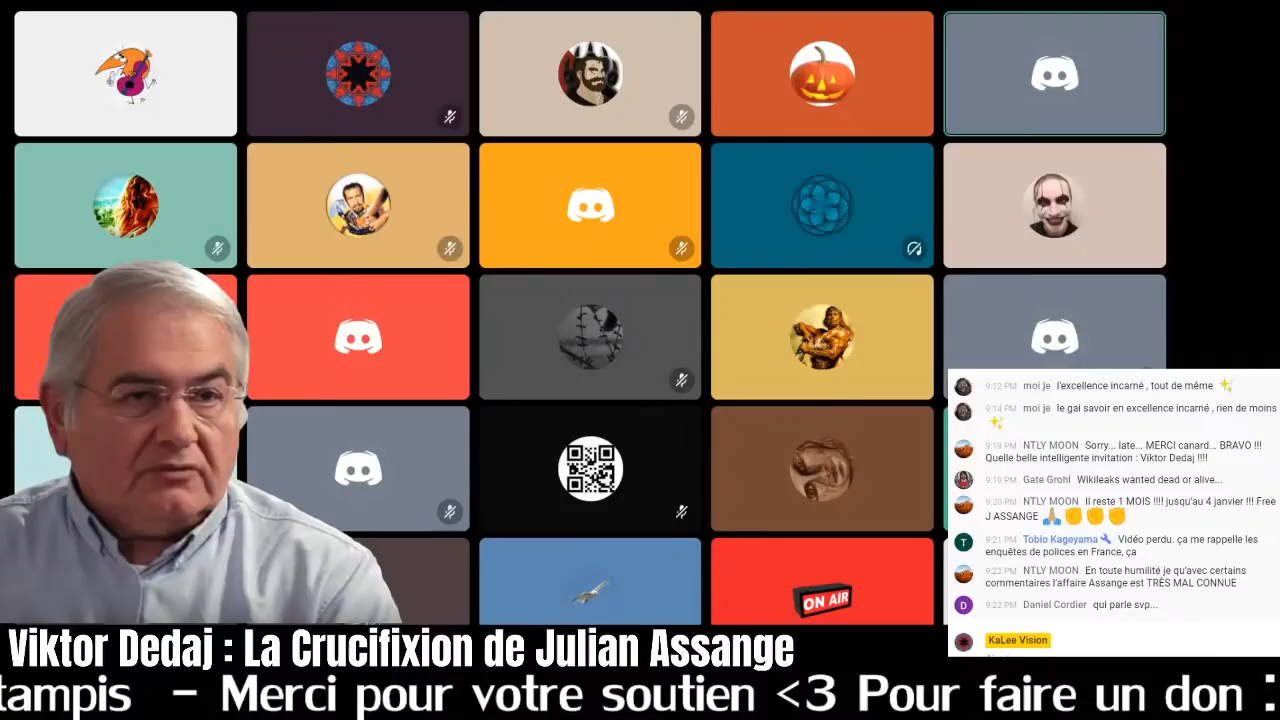 ON AIR
9:12 PM moi je l'excellence incarné , tout de même
9:14 PM moi je le gai savoir en excellence incarné , rien de moins
9:19 PM NTLY MOON Sorry... late... MERCI canard... BRAVO !!!
Quelle belle intelligente invitation : Viktor Dedaj !!!!
9:19 PM Gate Grohl Wikileaks wanted dead or alive...
9:20 PM NTLY MOON Il reste 1 MOIS !!!! jusqu'au 4 janvier !!! Free
J ASSANGE
T
9:21 PM Tobio Kageyama Vidéo perdu. ça me rappelle les
enquêtes de polices en France, ça
9:22 PM NTLY MOON En toute humilité je qu'avec certains
commentaires l'affaire Assange est TRÈS MAL CONNUE
D
9:22 PM Daniel Cordier qui parle svp...
KaLee Vision
Viktor Dedaj : La Crucifixion de Julian Assange
tampis - Merci pour votre soutien <3 Pour faire un don :